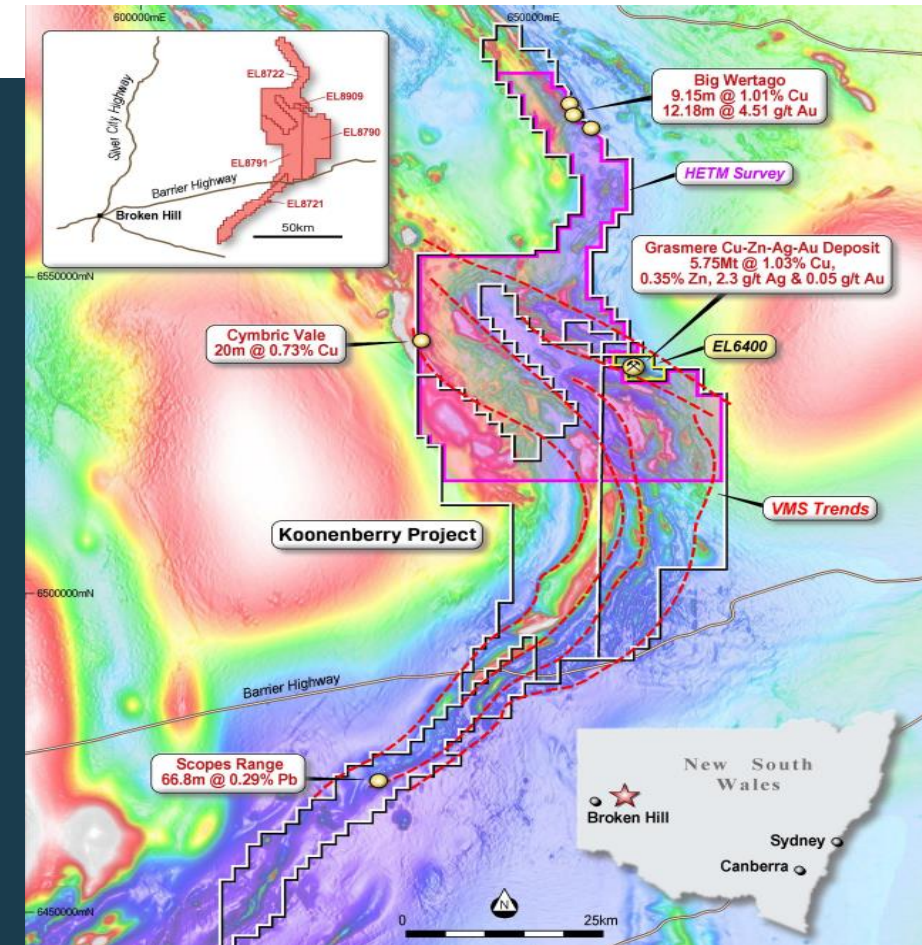 600000mE
650000mE
EL8722
EL8909
EL8790
EL8791
EL8721
Silver City Highway
Barrier Highway
Broken Hill
50km
Big Wertago
9.15m @ 1.01% Cu
12.18m @ 4.51 g/t Au
HETM Survey
Grasmere Cu-Zn-Ag-Au Deposit
5.75Mt @ 1.03% Cu,
0.35% Zn, 2.3 g/t Ag & 0.05 g/t Au
6550000mN
Cymbric Vale
20m @ 0.73% Cu
EL6400
VMS Trends
Koonenberry Project
6500000mN
Barrier Highway
Scopes Range
66.8m @ 0.29% Pb
New South
Wales
Broken Hill
Sydney
Canberra
6450000mN
N
0
25km